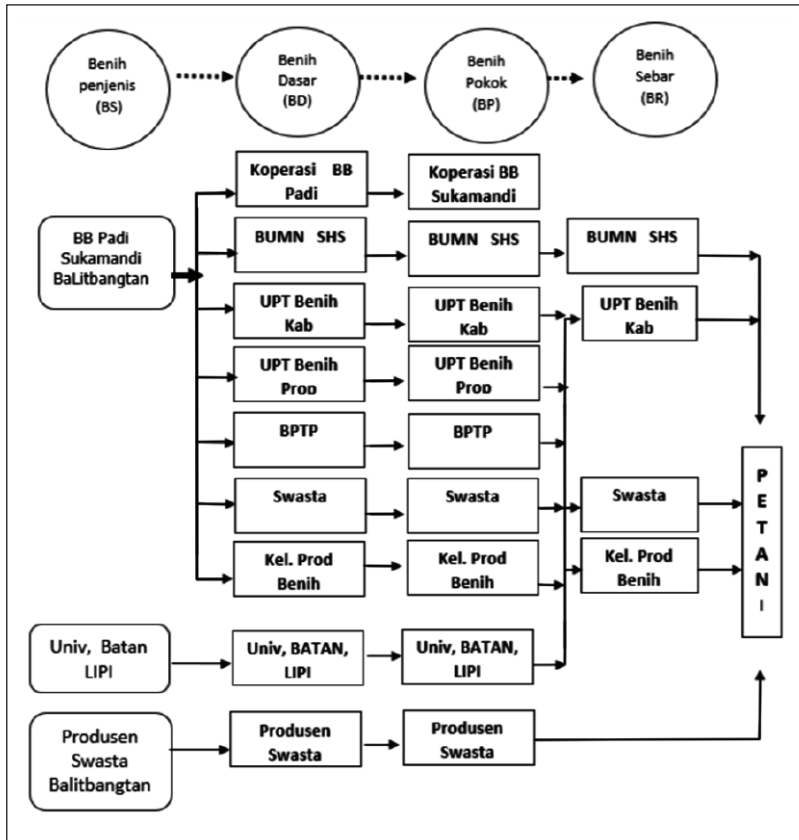 Benih
penjenis
(BS)
Benih
Dasar
(BD)
Benih
Pokok
(BP)
Benih
Sebar
(BR)
Koperasi BB
Padi
Koperasi BB
Sukamandi
BB Padi
Sukamandi
BaLitbangtan
BUMN SHS
BUMN SHS
BUMN SHS
UPT Benih
Kab
UPT Benih
Kab
UPT Benih
Kab
UPT Benih
Prop
UPT Benih
Prop
BPTP
BPTP
Swasta
Swasta
Swasta
Kel. Prod
Benih
Kel. Prod
Benih
Kel. Prod
Benih
PETANI
Univ, Batan
LIPI
Univ, BATAN,
LIPI
Univ, BATAN,
LIPI
Produsen
Swasta
Balitbangtan
Produsen
Swasta
Produsen
Swasta